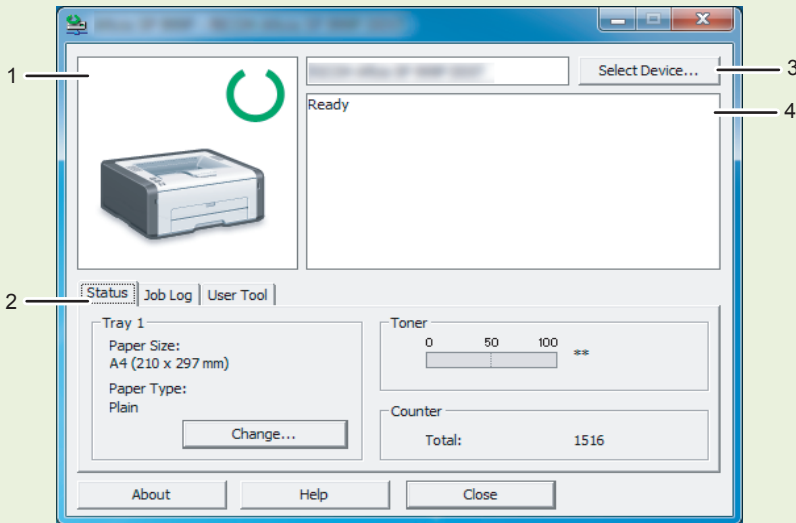 1
3
Select Device...
4
Ready
2
Status Job Log User Tool
Tray 1
Paper Size:
A4 (210 x 297 mm)
Paper Type:
Plain
Change...
Toner
0 50 100
**
Counter
Total: 1516
About Help Close